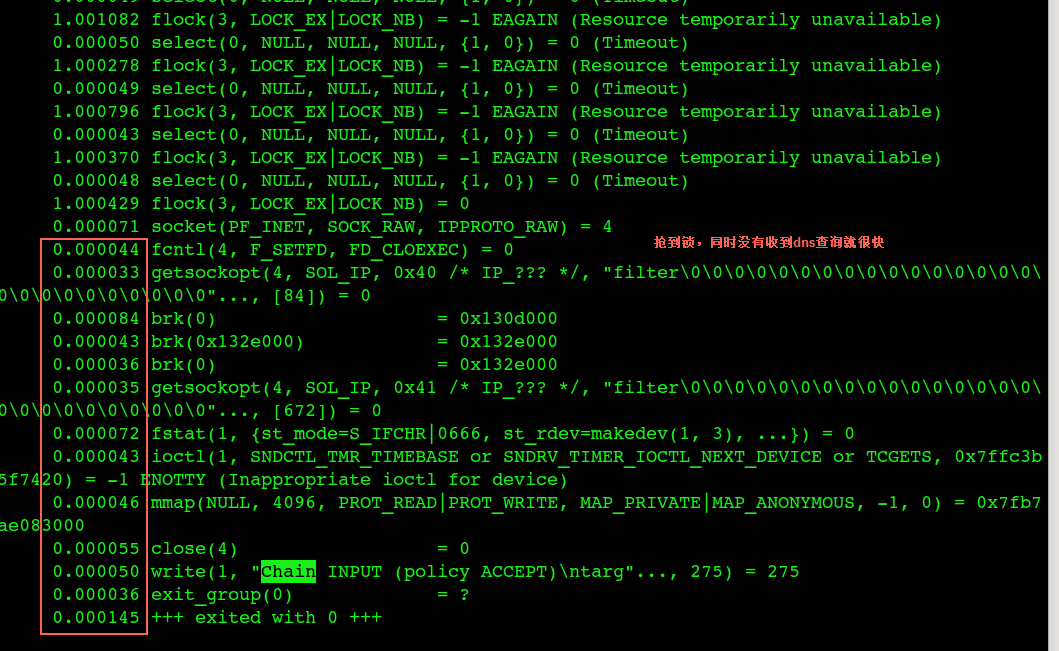 1.001082 flock(3, LOCK_EX|LOCK_NB) = -1 EAGAIN (Resource temporarily unavailable)
0.000050 select(0, NULL, NULL, NULL, {1, 0}) = 0 (Timeout)
1.000278 flock(3, LOCK_EX|LOCK_NB) = -1 EAGAIN (Resource temporarily unavailable)
0.000049 select(0, NULL, NULL, NULL, {1, 0}) = 0 (Timeout)
1.000796 flock(3, LOCK_EX|LOCK_NB) = -1 EAGAIN (Resource temporarily unavailable)
0.000043 select(0, NULL, NULL, NULL, {1, 0}) = 0 (Timeout)
1.000370 flock(3, LOCK_EX|LOCK_NB) = -1 EAGAIN (Resource temporarily unavailable)
0.000048 select(0, NULL, NULL, NULL, {1, 0}) = 0 (Timeout)
1.000429 flock(3, LOCK_EX|LOCK_NB) = 0
0.000071 socket(PF_INET, SOCK_RAW, IPPROTO_RAW) = 4
0.000044 fcntl(4, F_SETFD, FD_CLOEXEC) = 0
抢到锁，同时没有收到dns查询就很快
0.000033 getsockopt(4, SOL_IP, 0x40 /* IP_??? */, "filter\0\0\0\0\0\0\0\0\0\0\0\0\0\0\0\0\
0\0\0\0\0\0\0\0\0\0"..., [84]) = 0
0.000084 brk(0) = 0x130d000
0.000043 brk(0x132e000) = 0x132e000
0.000036 brk(0) = 0x132e000
0.000035 getsockopt(4, SOL_IP, 0x41 /* IP_??? */, "filter\0\0\0\0\0\0\0\0\0\0\0\0\0\0\0\0\
0\0\0\0\0\0\0\0\0\0"..., [672]) = 0
0.000072 fstat(1, {st_mode=S_IFCHR|0666, st_rdev=makedev(1, 3), ...}) = 0
0.000043 ioctl(1, SNDCTL_TMR_TIMEBASE or SNDRV_TIMER_IOCTL_NEXT_DEVICE or TCGETS, 0x7ffc3b
5f7420) = -1 ENOTTY (Inappropriate ioctl for device)
0.000046 mmap(NULL, 4096, PROT_READ|PROT_WRITE, MAP_PRIVATE|MAP_ANONYMOUS, -1, 0) = 0x7fb7
ae083000
0.000055 close(4) = 0
0.000050 write(1, "Chain INPUT (policy ACCEPT)\ntarg"..., 275) = 275
0.000036 exit_group(0) = ?
0.000145 +++ exited with 0 +++